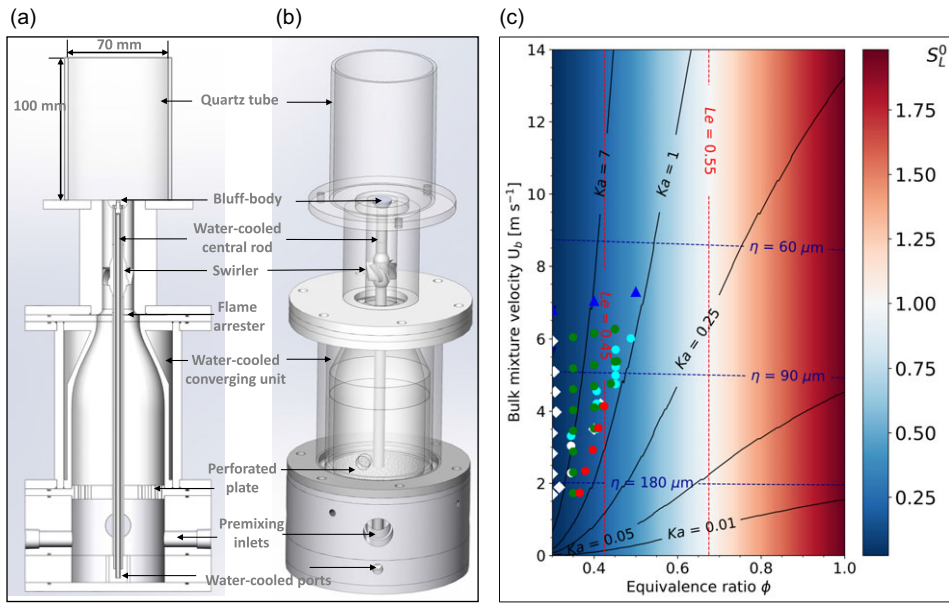 (a)
(b)
(c)
70 mm
100 mm
Quartz tube
Bluff-body
Water-cooled
central rod
Swirler
Flame
arrester
Water-cooled
converging unit
Perforated
plate
Premixing
inlets
Water-cooled ports
14
12
10
8
6
4
2
0
Bulk mixture velocity U_b [m s⁻¹]
0.4
0.6
0.8
1.0
Equivalence ratio ϕ
Ka = 7
Ka = 1
Ka = 0.25
Ka = 0.05
Ka = 0.01
Le = 0.45
Le = 0.55
η = 60 μm
η = 90 μm
η = 180 μm
S_L^0
1.75
1.50
1.25
1.00
0.75
0.50
0.25